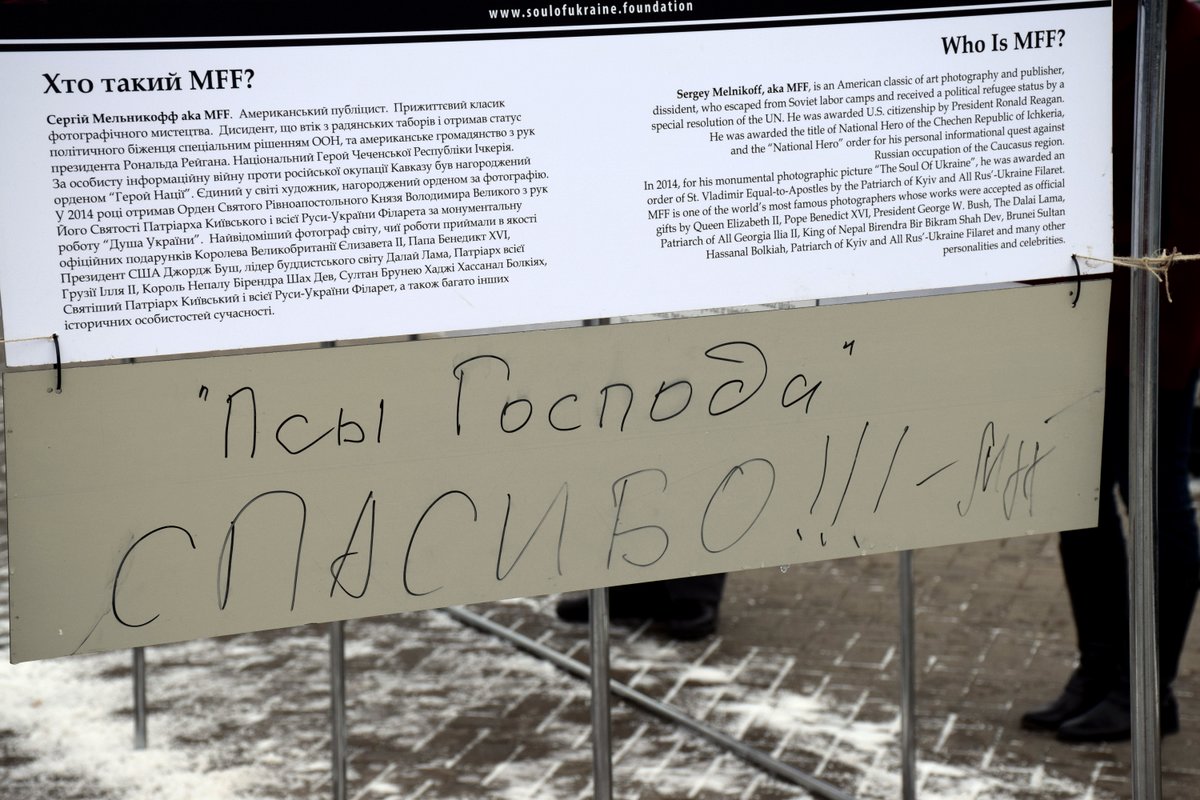 www.soulofukraine.foundation
Хто такий MFF?
Сергій Мельникофф aka MFF. Американський публіцист. Прижиттєвий класик
фотографічного мистецтва. Дисидент, що втік з радянських таборів і отримав статус
політичного біженця спеціальним рішенням ООН, та американське громадянство з рук
президента Рональда Рейгана. Національний Герой Чеченської Республіки Ічкерія.
За особисту інформаційну війну проти російської окупації Кавказу був нагороджений
орденом “Герой Нації”. Єдиний у світі художник, нагороджений орденом за фотографію.
У 2014 році отримав Орден Святого Рівноапостольного Князя Володимира Великого з рук
Його Святості Патріарха Київського і всієї Руси-України Філарета за монументальну
роботу “Душа України”. Найвідоміший фотограф світу, чиї роботи приймали в якості
офіційних подарунків Королева Великобританії Єлизавета II, Папа Бенедикт XVI,
Президент США Джордж Буш, лідер буддистського світу Далай Лама, Патріарх всієї
Грузії Ілля II, Король Непалу Бірендра Шах Дев, Султан Брунею Хаджі Хассанал Болкіях,
Святіший Патріарх Київський і всієї Руси-України Філарет, а також багато інших
історичних особистостей сучасності.
Who Is MFF?
Sergey Melnikoff, aka MFF, is an American classic of art photography and publisher,
dissident, who escaped from Soviet labor camps and received a political refugee status by a
special resolution of the UN. He was awarded U.S. citizenship by President Ronald Reagan.
He was awarded the title of National Hero of the Chechen Republic of Ichkeria,
and the “National Hero” order for his personal informational quest against
Russian occupation of the Caucasus region.
In 2014, for his monumental photographic picture “The Soul Of Ukraine”, he was awarded an
order of St. Vladimir Equal-to-Apostles by the Patriarch of Kyiv and All Rus’-Ukraine Filaret.
MFF is one of the world’s most famous photographers whose works were accepted as official
gifts by Queen Elizabeth II, Pope Benedict XVI, President George W. Bush, The Dalai Lama,
Patriarch of All Georgia Ilia II, King of Nepal Birendra Bir Bikram Shah Dev, Brunei Sultan
Hassanal Bolkiah, Patriarch of Kyiv and All Rus’-Ukraine Filaret and many other
personalities and celebrities.
"Псы Господа"
СПАСИБО!!! –